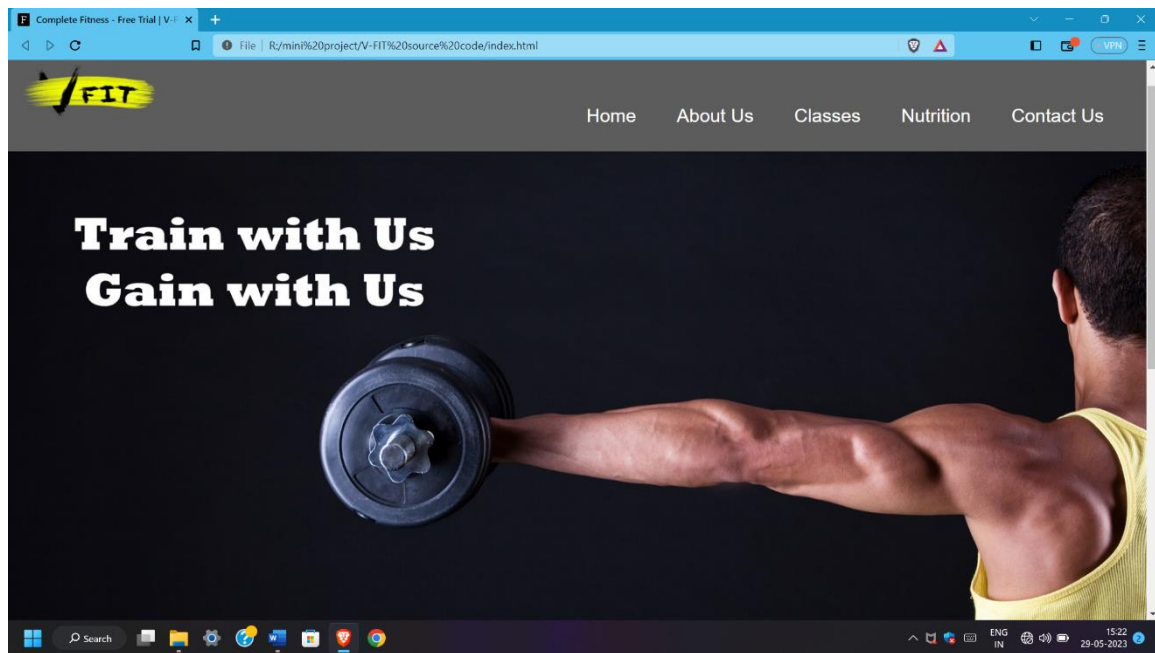 Complete Fitness - Free Trial | V-F
File | R:/mini%20project/V-FIT%20source%20code/index.html
VPN
FIT
Home About Us Classes Nutrition Contact Us
Train with Us
Gain with Us
Search
ENG
IN
15:22
29-05-2023
2